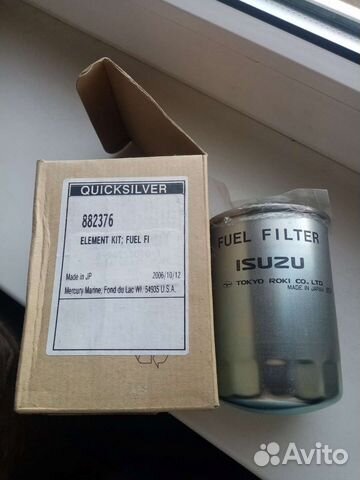 QUICKSILVER
882376
ELEMENT KIT; FUEL FI
Made in JP 2006/10/12
Mercury Marine, Fond du Lac WI. 54935 U.S.A.
FUEL FILTER
ISUZU
TOKYO ROKI CO., LTD.
MADE IN JAPAN
Avito